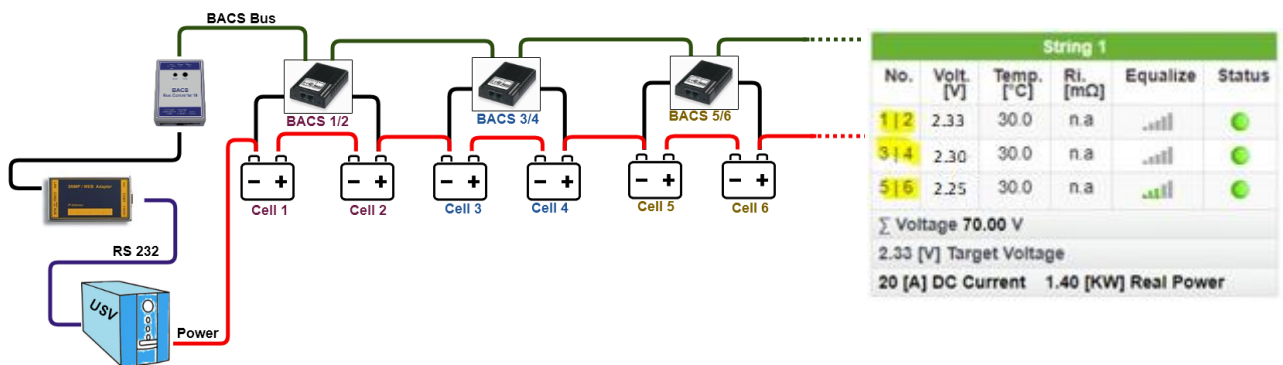 BACS Bus
BACS
BACS 1/2
BACS 3/4
BACS 5/6
Cell 1
Cell 2
Cell 3
Cell 4
Cell 5
Cell 6
RS 232
USV
Power
String 1
No. Volt. [V] Temp. [°C] Ri. [mΩ] Equalize Status
1|2 2.33 30.0 n.a
3|4 2.30 30.0 n.a
5|6 2.25 30.0 n.a
∑ Voltage 70.00 V
2.33 [V] Target Voltage
20 [A] DC Current 1.40 [KW] Real Power